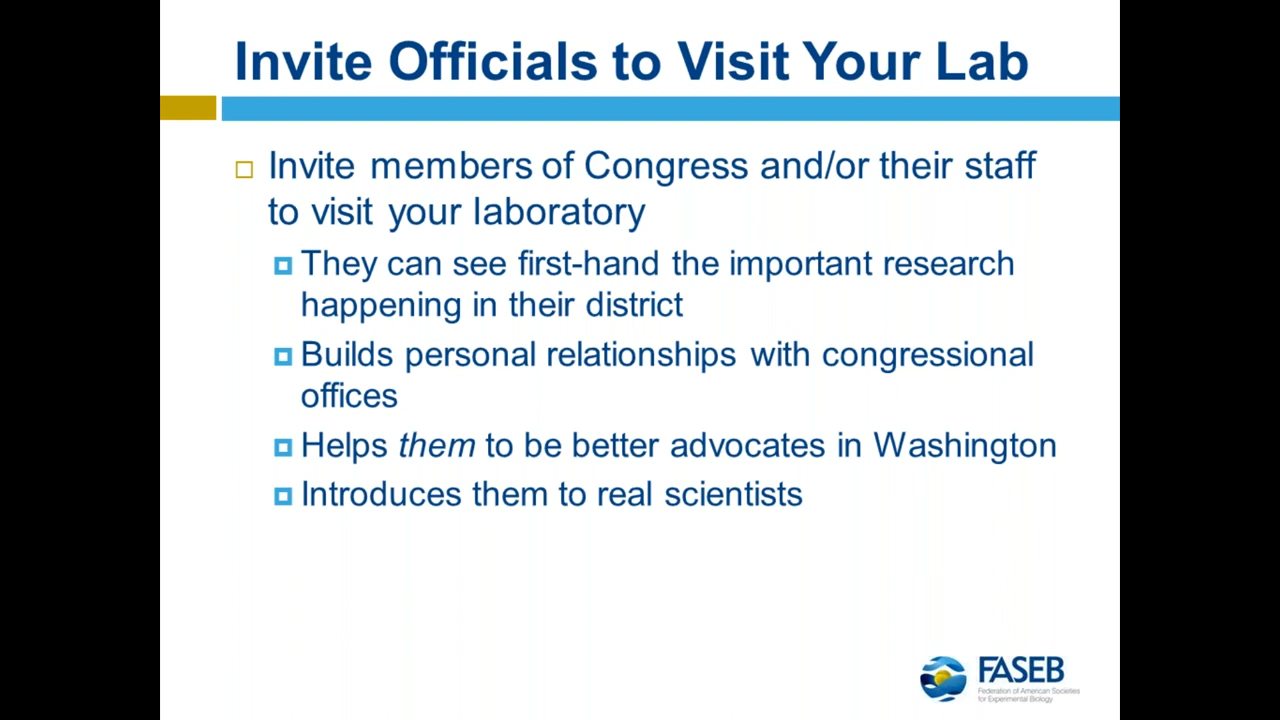 Invite Officials to Visit Your Lab
Invite members of Congress and/or their staff
to visit your laboratory
They can see first-hand the important research
happening in their district
Builds personal relationships with congressional
offices
Helps them to be better advocates in Washington
Introduces them to real scientists
FASEB
Federation of American Societies
for Experimental Biology